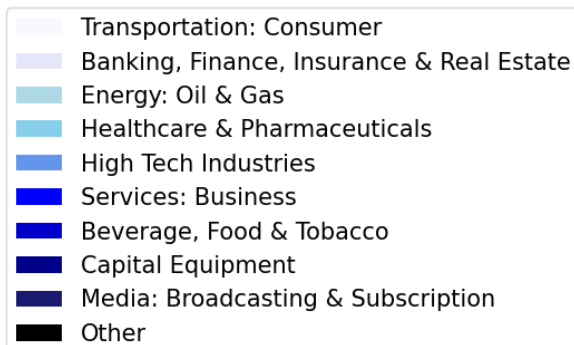 Transportation: Consumer
Banking, Finance, Insurance & Real Estate
Energy: Oil & Gas
Healthcare & Pharmaceuticals
High Tech Industries
Services: Business
Beverage, Food & Tobacco
Capital Equipment
Media: Broadcasting & Subscription
Other